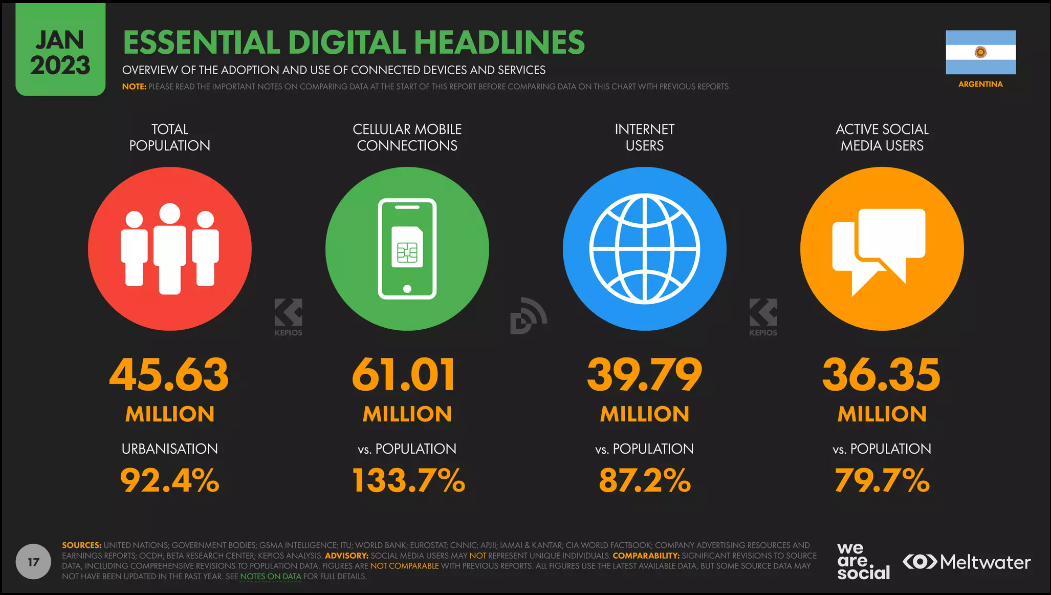 JAN
2023
ESSENTIAL DIGITAL HEADLINES
OVERVIEW OF THE ADOPTION AND USE OF CONNECTED DEVICES AND SERVICES
NOTE: PLEASE READ THE IMPORTANT NOTES ON COMPARING DATA AT THE START OF THIS REPORT BEFORE COMPARING DATA ON THIS CHART WITH PREVIOUS REPORTS
ARGENTINA
TOTAL
POPULATION
CELLULAR MOBILE
CONNECTIONS
INTERNET
USERS
ACTIVE SOCIAL
MEDIA USERS
KEPIOS
KEPIOS
45.63
MILLION
URBANISATION
92.4%
61.01
MILLION
vs. POPULATION
133.7%
39.79
MILLION
vs. POPULATION
87.2%
36.35
MILLION
vs. POPULATION
79.7%
17
SOURCES: UNITED NATIONS; GOVERNMENT BODIES; GSMA INTELLIGENCE; ITU; WORLD BANK; EUROSTAT; CNNIC; APJII; IAMAI & KANTAR; CIA WORLD FACTBOOK; COMPANY ADVERTISING RESOURCES AND
EARNINGS REPORTS; OCDH; BETA RESEARCH CENTER; KEPIOS ANALYSIS. ADVISORY: SOCIAL MEDIA USERS MAY NOT REPRESENT UNIQUE INDIVIDUALS. COMPARABILITY: SIGNIFICANT REVISIONS TO SOURCE
DATA, INCLUDING COMPREHENSIVE REVISIONS TO POPULATION DATA. FIGURES ARE NOT COMPARABLE WITH PREVIOUS REPORTS. ALL FIGURES USE THE LATEST AVAILABLE DATA, BUT SOME SOURCE DATA MAY
NOT HAVE BEEN UPDATED IN THE PAST YEAR. SEE NOTES ON DATA FOR FULL DETAILS.
we
are
social
Meltwater